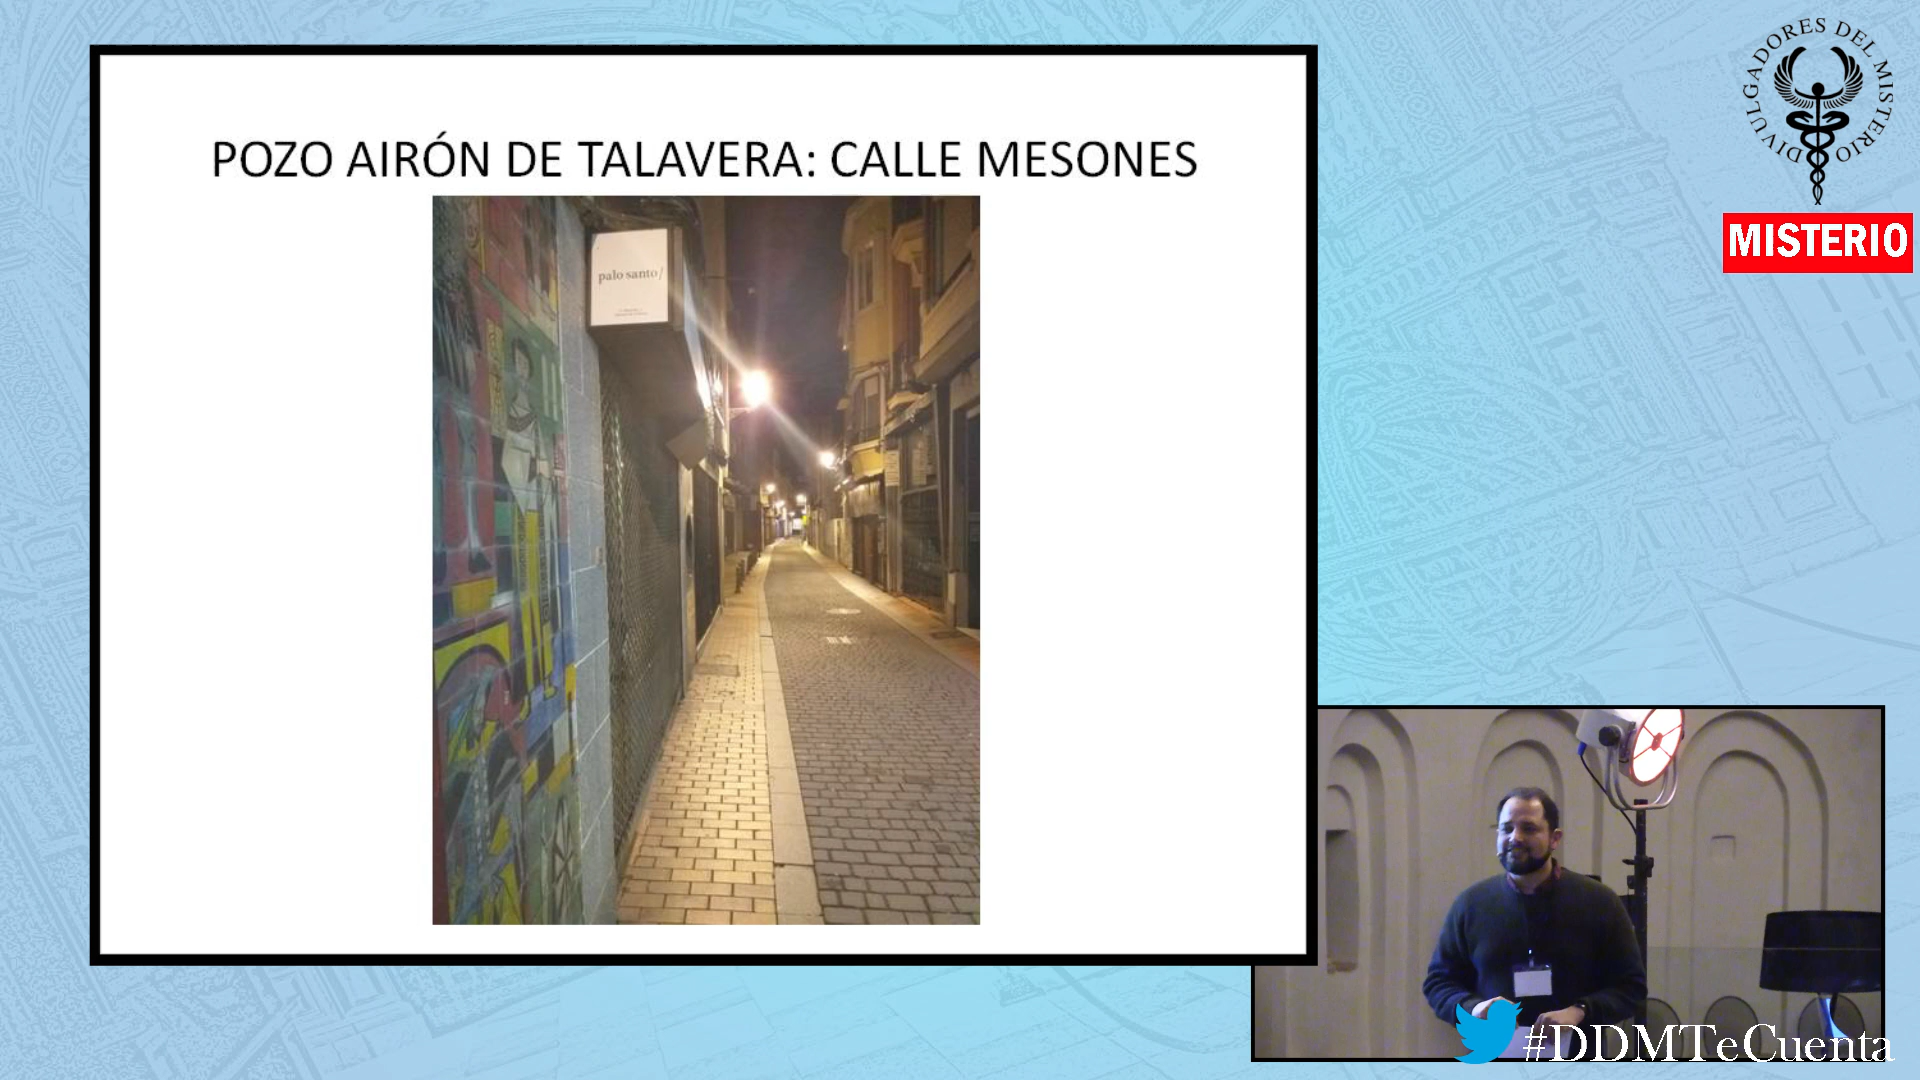 POZO AIRÓN DE TALAVERA: CALLE MESONES
palo santo/
DIVULGADORES DEL MISTERIO
MISTERIO
#DDMTeCuenta